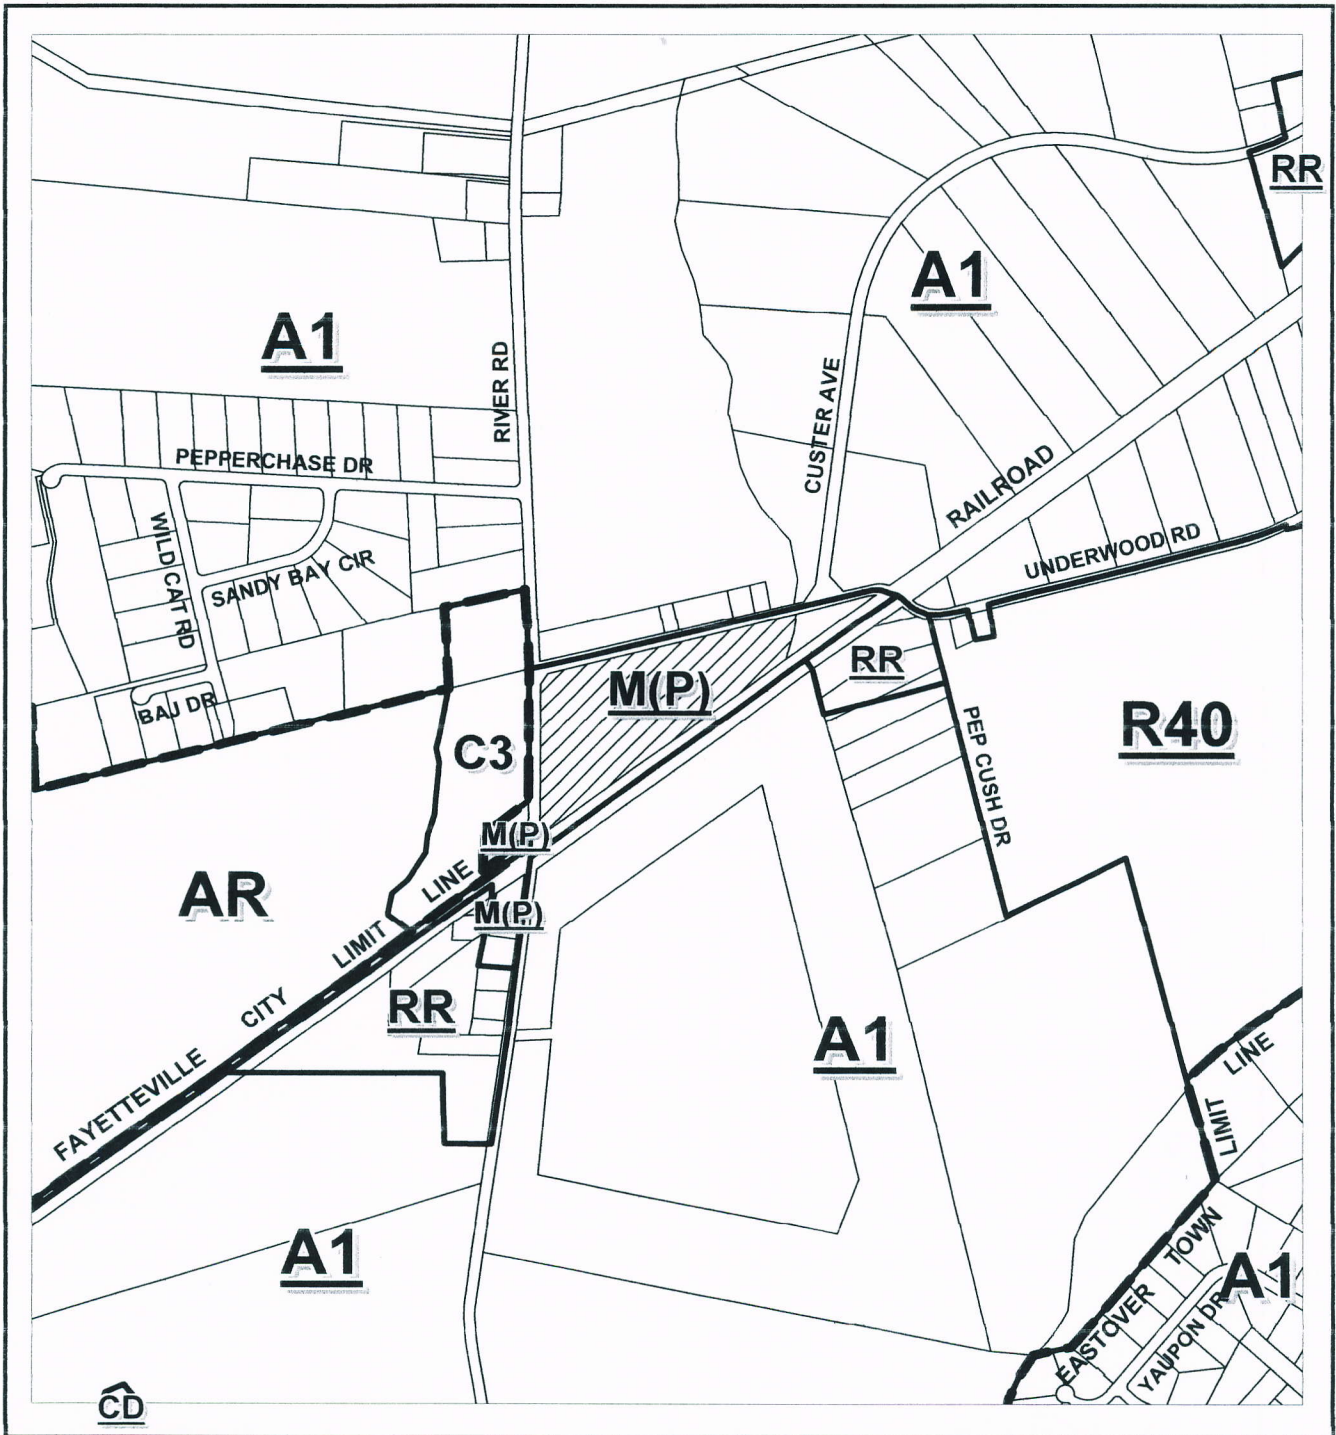 RR
A1
A1
RIVER RD
CUSTER AVE
PEPPERCHASE DR
RAILROAD
WILD CAT RD
SANDY BAY CIR
UNDERWOOD RD
BAJ DR
M(P)
RR
R40
C3
PEP CUSH DR
M(P)
AR
M(P)
RR
FAYETTEVILLE CITY LIMIT LINE
A1
EASTOVER TOWN LIMIT LINE
A1
A1
YAUPON DR
CD